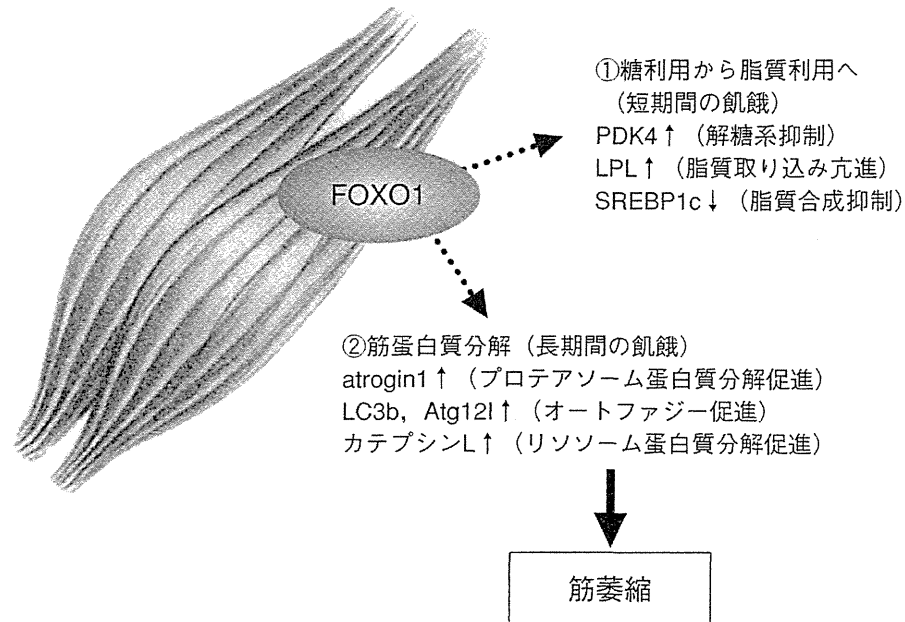 FOXO1
①糖利用から脂質利用へ
（短期間の飢餓）
PDK4↑（解糖系抑制）
LPL↑（脂質取り込み亢進）
SREBP1c↓（脂質合成抑制）
②筋蛋白質分解（長期間の飢餓）
atrogin1↑（プロテアソーム蛋白質分解促進）
LC3b, Atg12l↑（オートファジー促進）
カテプシンL↑（リソソーム蛋白質分解促進）
筋萎縮